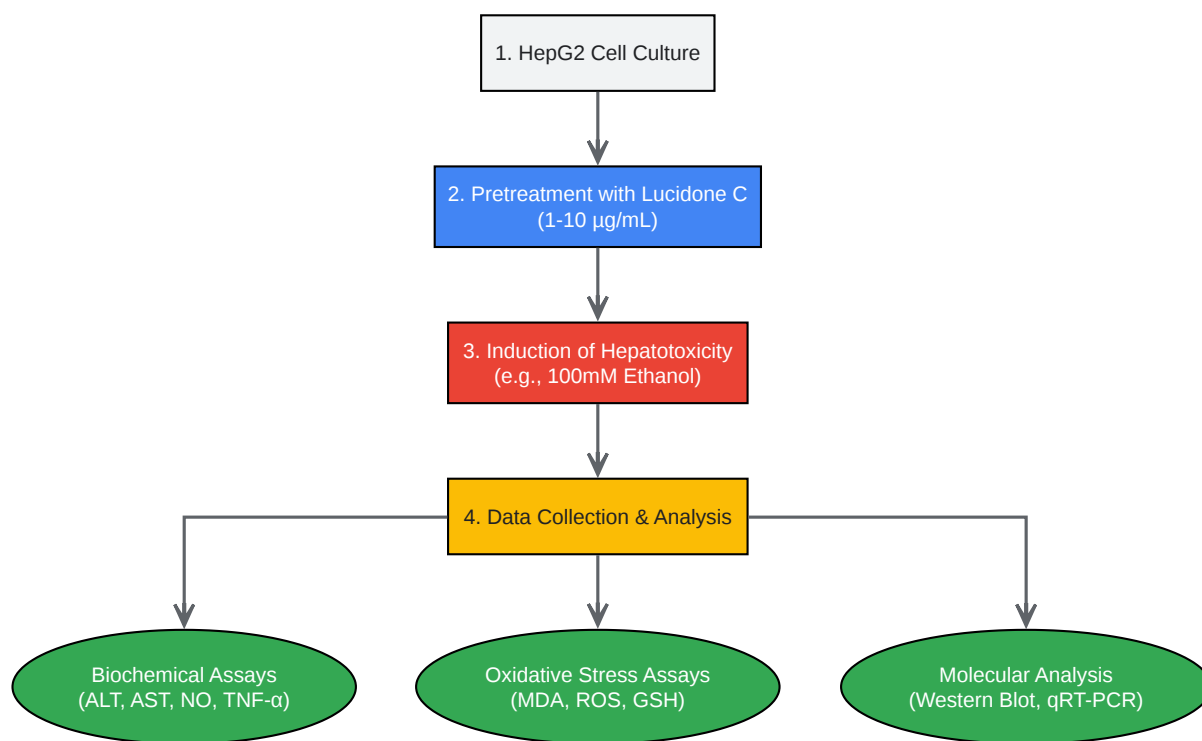 1. HepG2 Cell Culture
2. Pretreatment with Lucidone C
(1-10 µg/mL)
3. Induction of Hepatotoxicity
(e.g., 100mM Ethanol)
4. Data Collection & Analysis
Biochemical Assays
(ALT, AST, NO, TNF-α)
Oxidative Stress Assays
(MDA, ROS, GSH)
Molecular Analysis
(Western Blot, qRT-PCR)